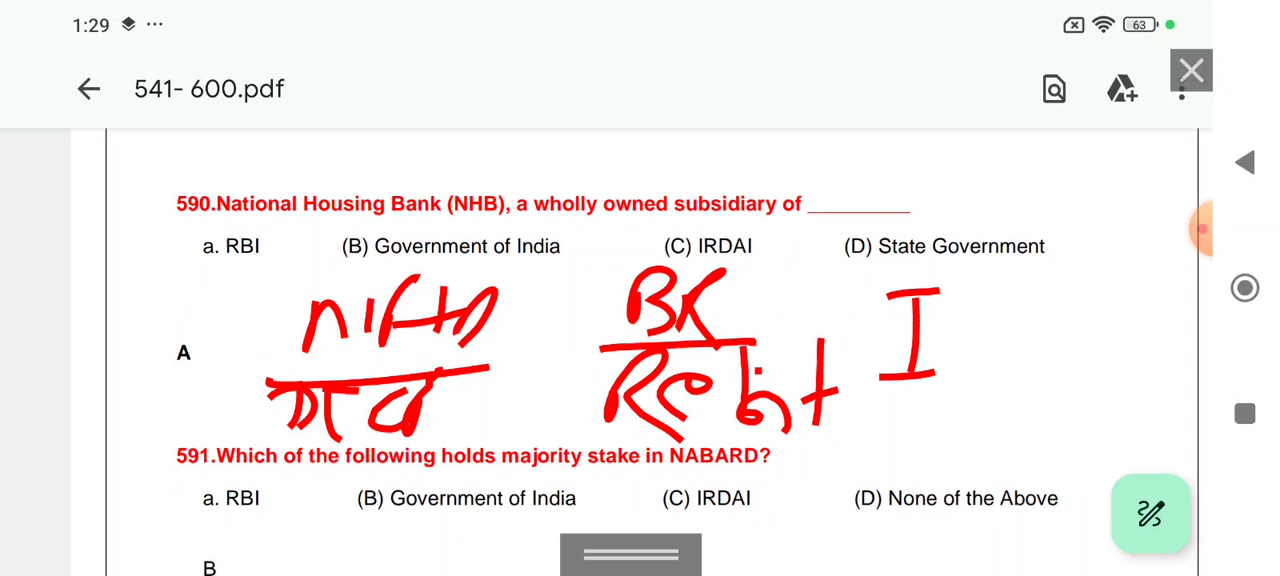 1:29 ...
63
541- 600.pdf
590.National Housing Bank (NHB), a wholly owned subsidiary of _________
a. RBI (B) Government of India (C) IRDAI (D) State Government
A
I
591.Which of the following holds majority stake in NABARD?
a. RBI (B) Government of India (C) IRDAI (D) None of the Above
B